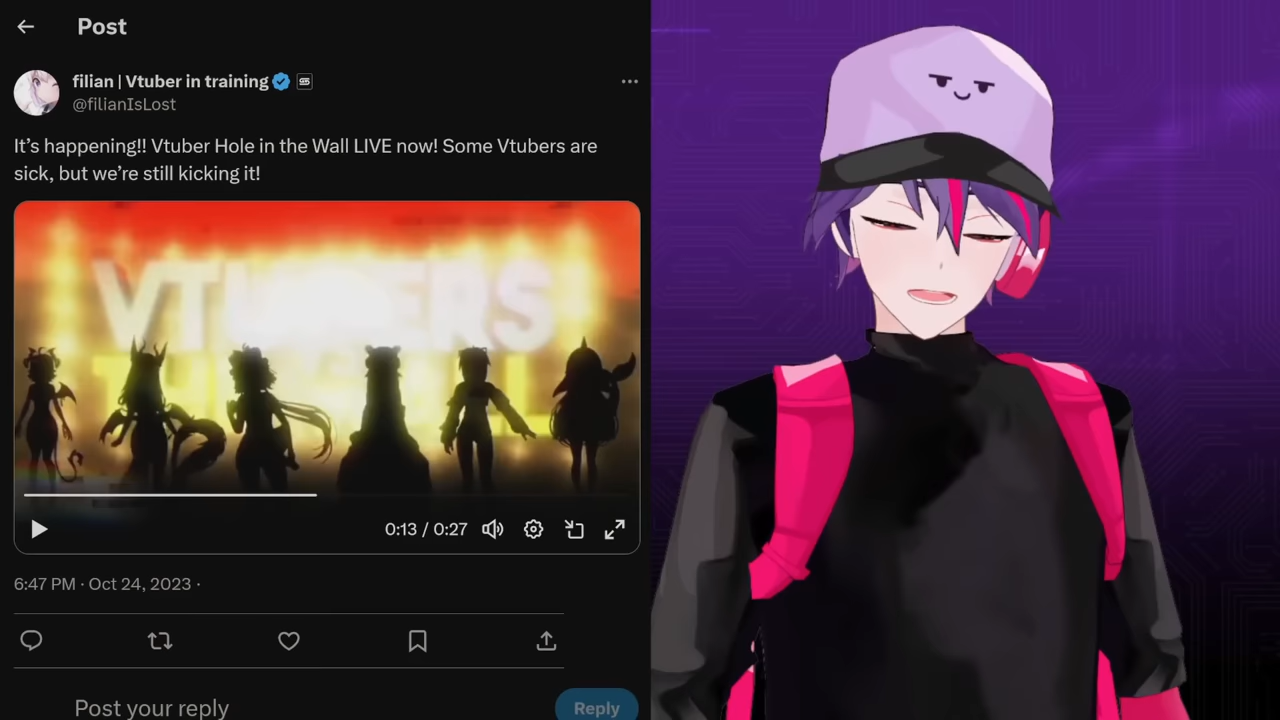 Post
filian | Vtuber in training
@filianIsLost
It’s happening!! Vtuber Hole in the Wall LIVE now! Some Vtubers are
sick, but we’re still kicking it!
VTUBERS
0:13 / 0:27
6:47 PM · Oct 24, 2023 ·
Post your reply
Reply